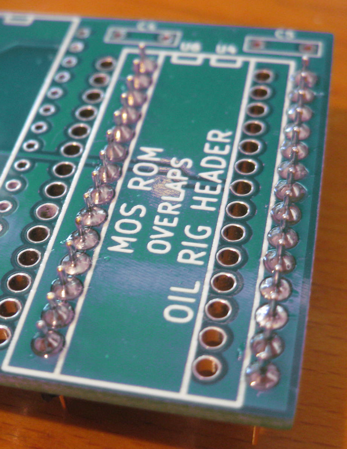 C4
U6 U4
C5
MOS ROM
OVERLAPS
OIL RIG HEADER